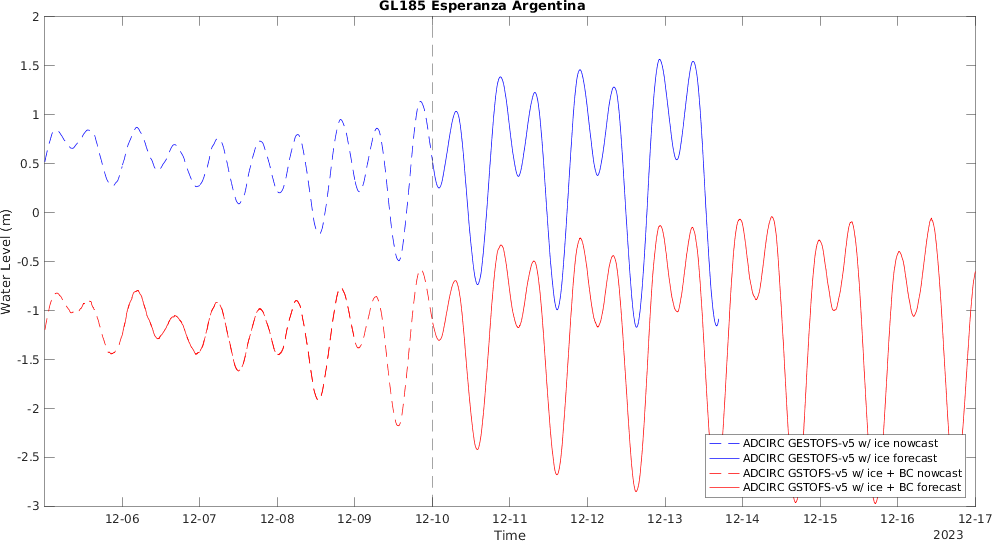 GL185 Esperanza Argentina
2
1.5
1
0.5
0
-0.5
-1
-1.5
-2
-2.5
-3
Water Level (m)
ADCIRC GESTOFS-v5 w/ ice nowcast
ADCIRC GESTOFS-v5 w/ ice forecast
ADCIRC GSTOFS-v5 w/ ice + BC nowcast
ADCIRC GSTOFS-v5 w/ ice + BC forecast
12-06 12-07 12-08 12-09 12-10 12-11 12-12 12-13 12-14 12-15 12-16 12-17
Time
2023